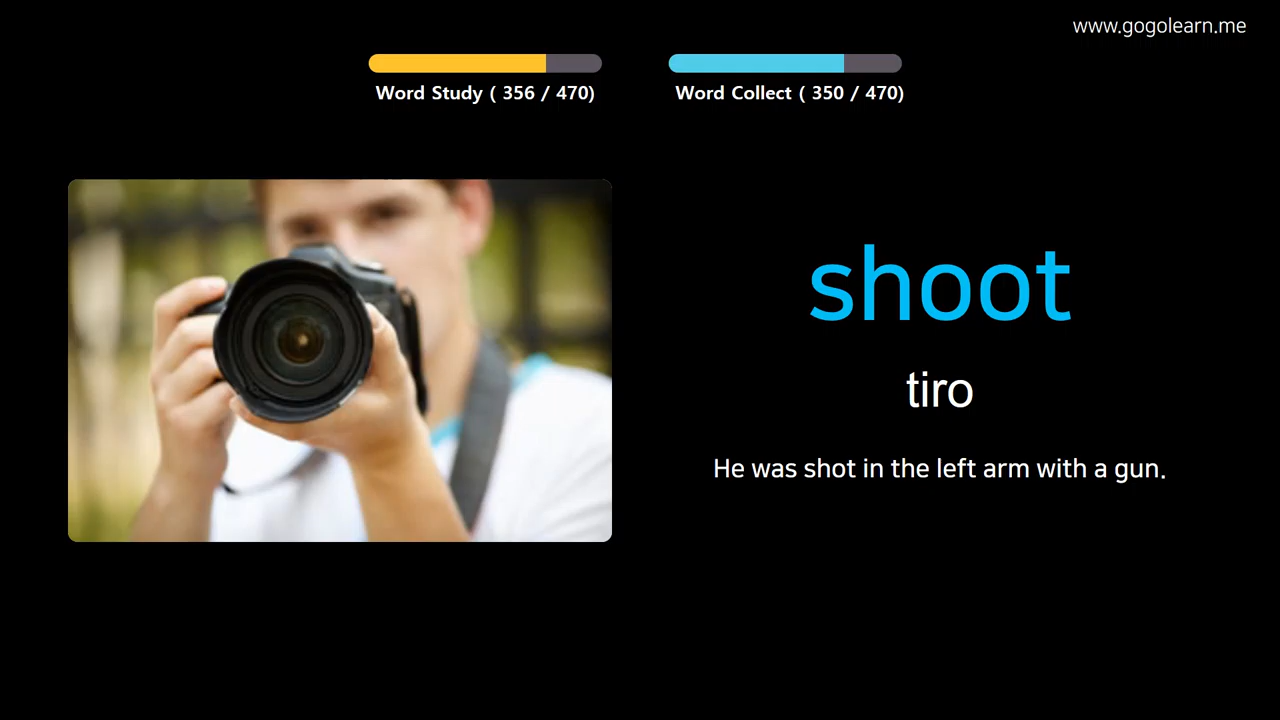 www.gogolearn.me
Word Study ( 356 / 470)
Word Collect ( 350 / 470)
shoot
tiro
He was shot in the left arm with a gun.